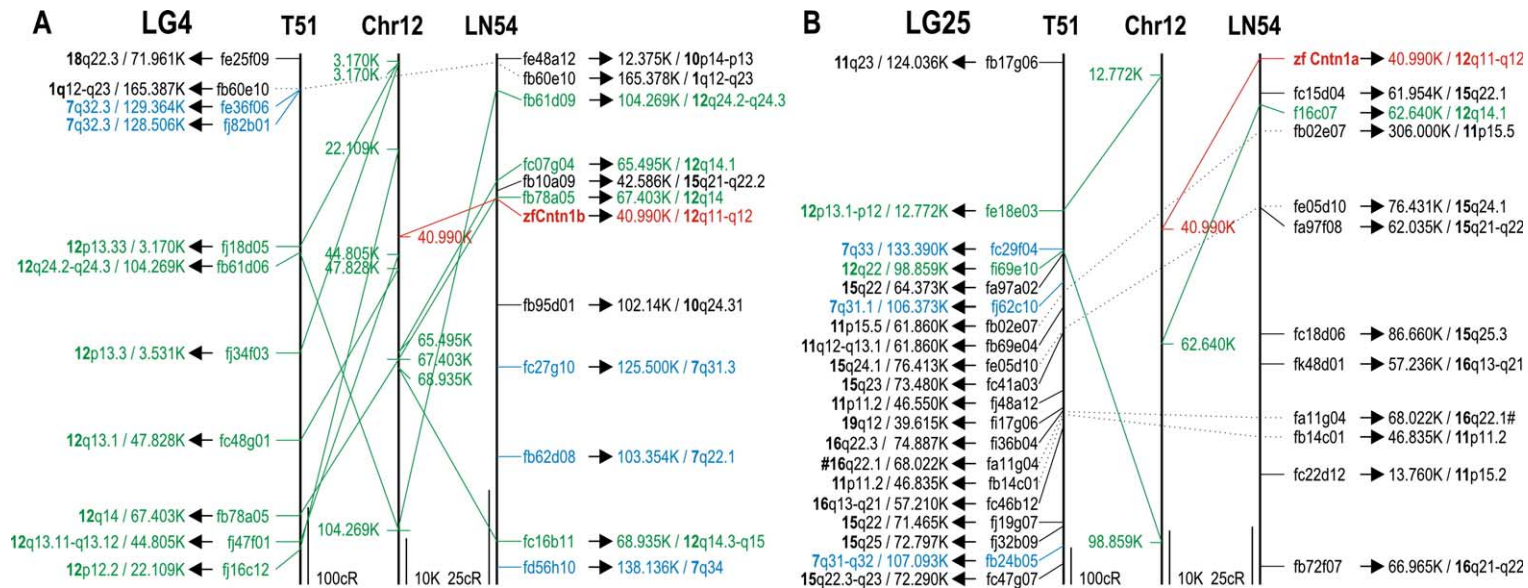 A LG4 T51 Chr12 LN54
18q22.3 / 71.961K fe25f09
1q12-q23 / 165.387K fb60e10
7q32.3 / 129.364K fe36f06
7q32.3 / 128.506K fj82b01
12p13.33 / 3.170K fj18d05
12q24.2-q24.3 / 104.269K fb61d06
12p13.3 / 3.531K fj34f03
12q13.1 / 47.828K fc48g01
12q14 / 67.403K fb78a05
12q13.11-q13.12 / 44.805K fj47f01
12p12.2 / 22.109K fj16c12
100cR
3.170K
3.170K
22.109K
40.990K
44.805K
47.828K
65.495K
67.403K
68.935K
104.269K
10K 25cR
fe48a12 12.375K / 10p14-p13
fb60e10 165.378K / 1q12-q23
fb61d09 104.269K / 12q24.2-q24.3
fc07g04 65.495K / 12q14.1
fb10a09 42.586K / 15q21-q22.2
fb78a05 67.403K / 12q14
zfCntn1b 40.990K / 12q11-q12
fb95d01 102.14K / 10q24.31
fc27g10 125.500K / 7q31.3
fb62d08 103.354K / 7q22.1
fc16b11 68.935K / 12q14.3-q15
fd56h10 138.136K / 7q34
B LG25 T51 Chr12 LN54
11q23 / 124.036K fb17g06
12p13.1-p12 / 12.772K fe18e03
7q33 / 133.390K fc29f04
12q22 / 98.859K fi69e10
15q22 / 64.373K fa97a02
7q31.1 / 106.373K fj62c10
11p15.5 / 61.860K fb02e07
11q12-q13.1 / 61.860K fb69e04
15q24.1 / 76.413K fe05d10
15q23 / 73.480K fc41a03
11p11.2 / 46.550K fj48a12
19q12 / 39.615K fi17g06
16q22.3 / 74.887K fi36b04
#16q22.1 / 68.022K fa11g04
11p11.2 / 46.835K fb14c01
16q13-q21 / 57.210K fc46b12
15q22 / 71.465K fj19g07
15q25 / 72.797K fj32b09
7q31-q32 / 107.093K fb24b05
15q22.3-q23 / 72.290K fc47g07
100cR
12.772K
40.990K
62.640K
98.859K
10K 25cR
zf Cntn1a 40.990K / 12q11-q12
fc15d04 61.954K / 15q22.1
f16c07 62.640K / 12q14.1
fb02e07 306.000K / 11p15.5
fe05d10 76.431K / 15q24.1
fa97f08 62.035K / 15q21-q22
fc18d06 86.660K / 15q25.3
fk48d01 57.236K / 16q13-q21
fa11g04 68.022K / 16q22.1#
fb14c01 46.835K / 11p11.2
fc22d12 13.760K / 11p15.2
fb72f07 66.965K / 16q21-q22